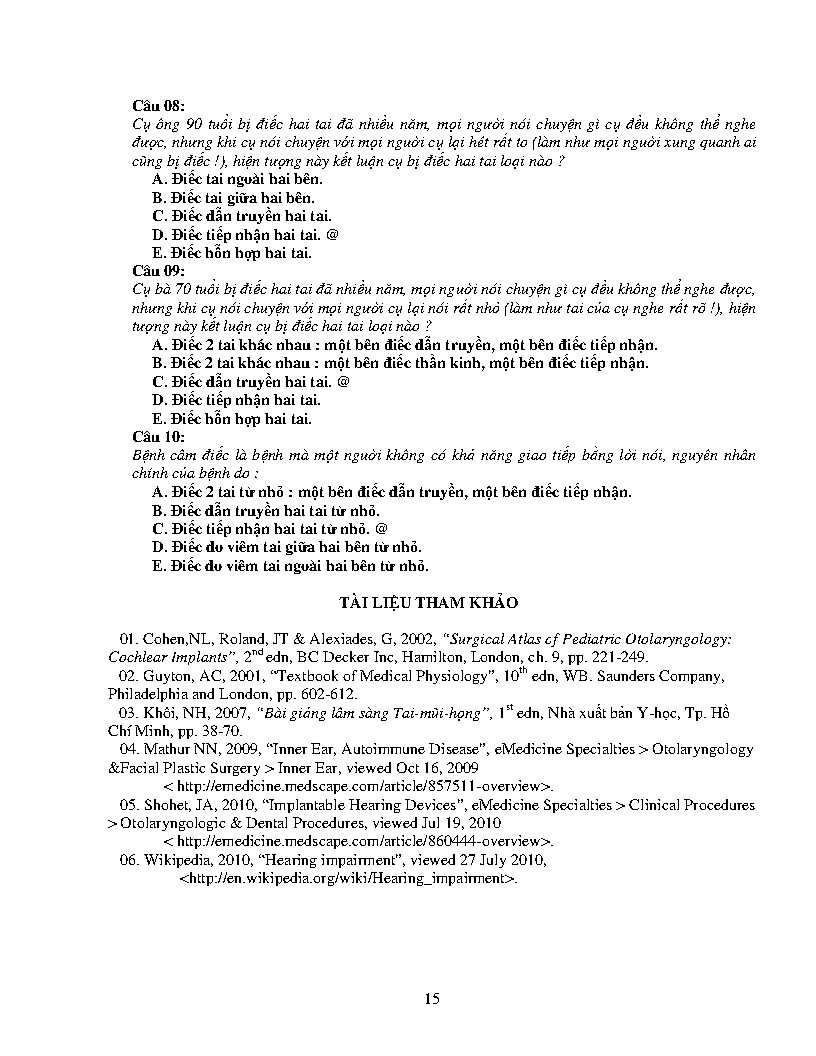 Câu 08:
Cụ ông 90 tuổi bị điếc hai tai đã nhiều năm, mọi người nói chuyện gì cụ đều không thể nghe
được, nhưng khi cụ nói chuyện với mọi người cụ lại hét rất to (làm như mọi người xung quanh ai
cũng bị điếc !), hiện tượng này kết luận cụ bị điếc hai tai loại nào ?
A. Điếc tai ngoài hai bên.
B. Điếc tai giữa hai bên.
C. Điếc dẫn truyền hai tai.
D. Điếc tiếp nhận hai tai. @
E. Điếc hỗn hợp hai tai.
Câu 09:
Cụ bà 70 tuổi bị điếc hai tai đã nhiều năm, mọi người nói chuyện gì cụ đều không thể nghe được,
nhưng khi cụ nói chuyện với mọi người cụ lại nói rất nhỏ (làm như tai của cụ nghe rất rõ !), hiện
tượng này kết luận cụ bị điếc hai tai loại nào ?
A. Điếc 2 tai khác nhau : một bên điếc dẫn truyền, một bên điếc tiếp nhận.
B. Điếc 2 tai khác nhau : một bên điếc thần kinh, một bên điếc tiếp nhận.
C. Điếc dẫn truyền hai tai. @
D. Điếc tiếp nhận hai tai.
E. Điếc hỗn hợp hai tai.
Câu 10:
Bệnh câm điếc là bệnh mà một người không có khả năng giao tiếp bằng lời nói, nguyên nhân
chính của bệnh do :
A. Điếc 2 tai từ nhỏ : một bên điếc dẫn truyền, một bên điếc tiếp nhận.
B. Điếc dẫn truyền hai tai từ nhỏ.
C. Điếc tiếp nhận hai tai từ nhỏ. @
D. Điếc do viêm tai giữa hai bên từ nhỏ.
E. Điếc do viêm tai ngoài hai bên từ nhỏ.
TÀI LIỆU THAM KHẢO
01. Cohen,NL, Roland, JT & Alexiades, G, 2002, “Surgical Atlas of Pediatric Otolaryngology:
Cochlear Implants”, 2nd edn, BC Decker Inc, Hamilton, London, ch. 9, pp. 221-249.
02. Guyton, AC, 2001, “Textbook of Medical Physiology”, 10th edn, WB. Saunders Company,
Philadelphia and London, pp. 602-612.
03. Khôi, NH, 2007, “Bài giảng lâm sàng Tai-mũi-họng”, 1st edn, Nhà xuất bản Y-học, Tp. Hồ
Chí Minh, pp. 38-70.
04. Mathur NN, 2009, “Inner Ear, Autoimmune Disease”, eMedicine Specialties > Otolaryngology
&Facial Plastic Surgery > Inner Ear, viewed Oct 16, 2009
< http://emedicine.medscape.com/article/857511-overview>.
05. Shohet, JA, 2010, “Implantable Hearing Devices”, eMedicine Specialties > Clinical Procedures
> Otolaryngologic & Dental Procedures, viewed Jul 19, 2010
< http://emedicine.medscape.com/article/860444-overview>.
06. Wikipedia, 2010, “Hearing impairment”, viewed 27 July 2010,
<http://en.wikipedia.org/wiki/Hearing_impairment>.
15